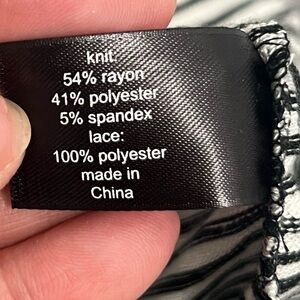 knit:
54% rayon
41% polyester
5% spandex
lace:
100% polyester
made in
China